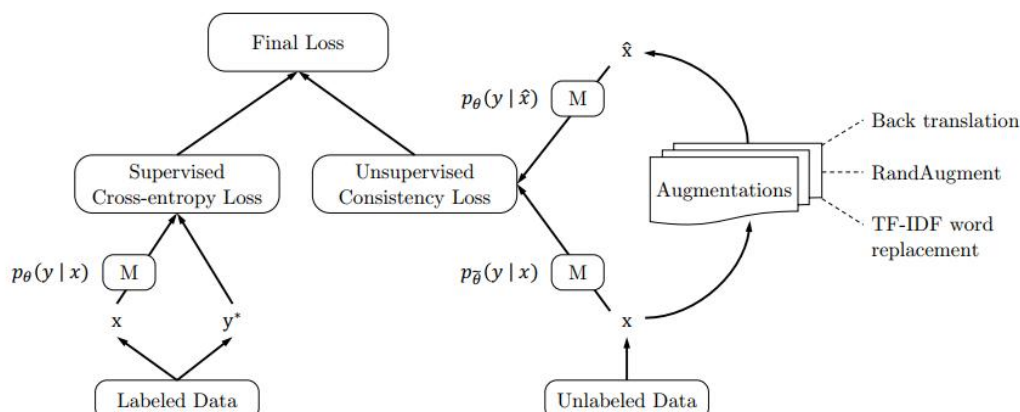 Final Loss
x̂
p_θ(y | x̂)
M
Back translation
Supervised
Cross-entropy Loss
Unsupervised
Consistency Loss
Augmentations
RandAugment
TF-IDF word
replacement
p_θ(y | x)
M
p_θ̃(y | x)
M
x
y*
x
Labeled Data
Unlabeled Data